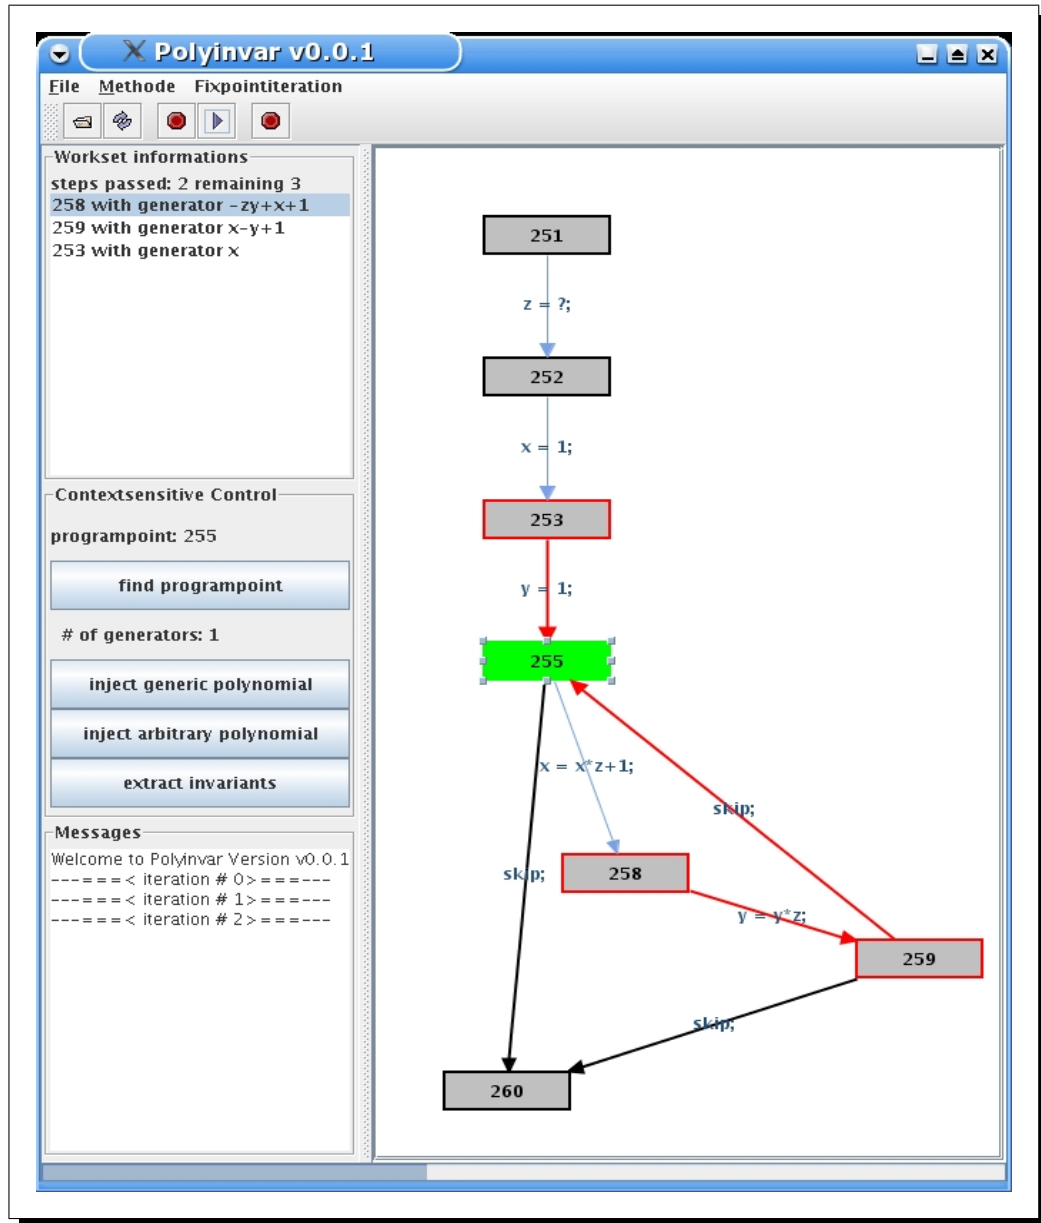 Polyinvar v0.0.1
File Methode Fixpointiteration
Workset informations
steps passed: 2 remaining 3
258 with generator -zy+x+1
259 with generator x-y+1
253 with generator x
Contextsensitive Control
programpoint: 255
find programpoint
# of generators: 1
inject generic polynomial
inject arbitrary polynomial
extract invariants
Messages
Welcome to Polyinvar Version v0.0.1
---===< iteration # 0>===---
---===< iteration # 1>===---
---===< iteration # 2>===---
251
z = ?;
252
x = 1;
253
y = 1;
255
x = x*z+1;
skip;
skip;
258
y = y*z;
259
skip;
260